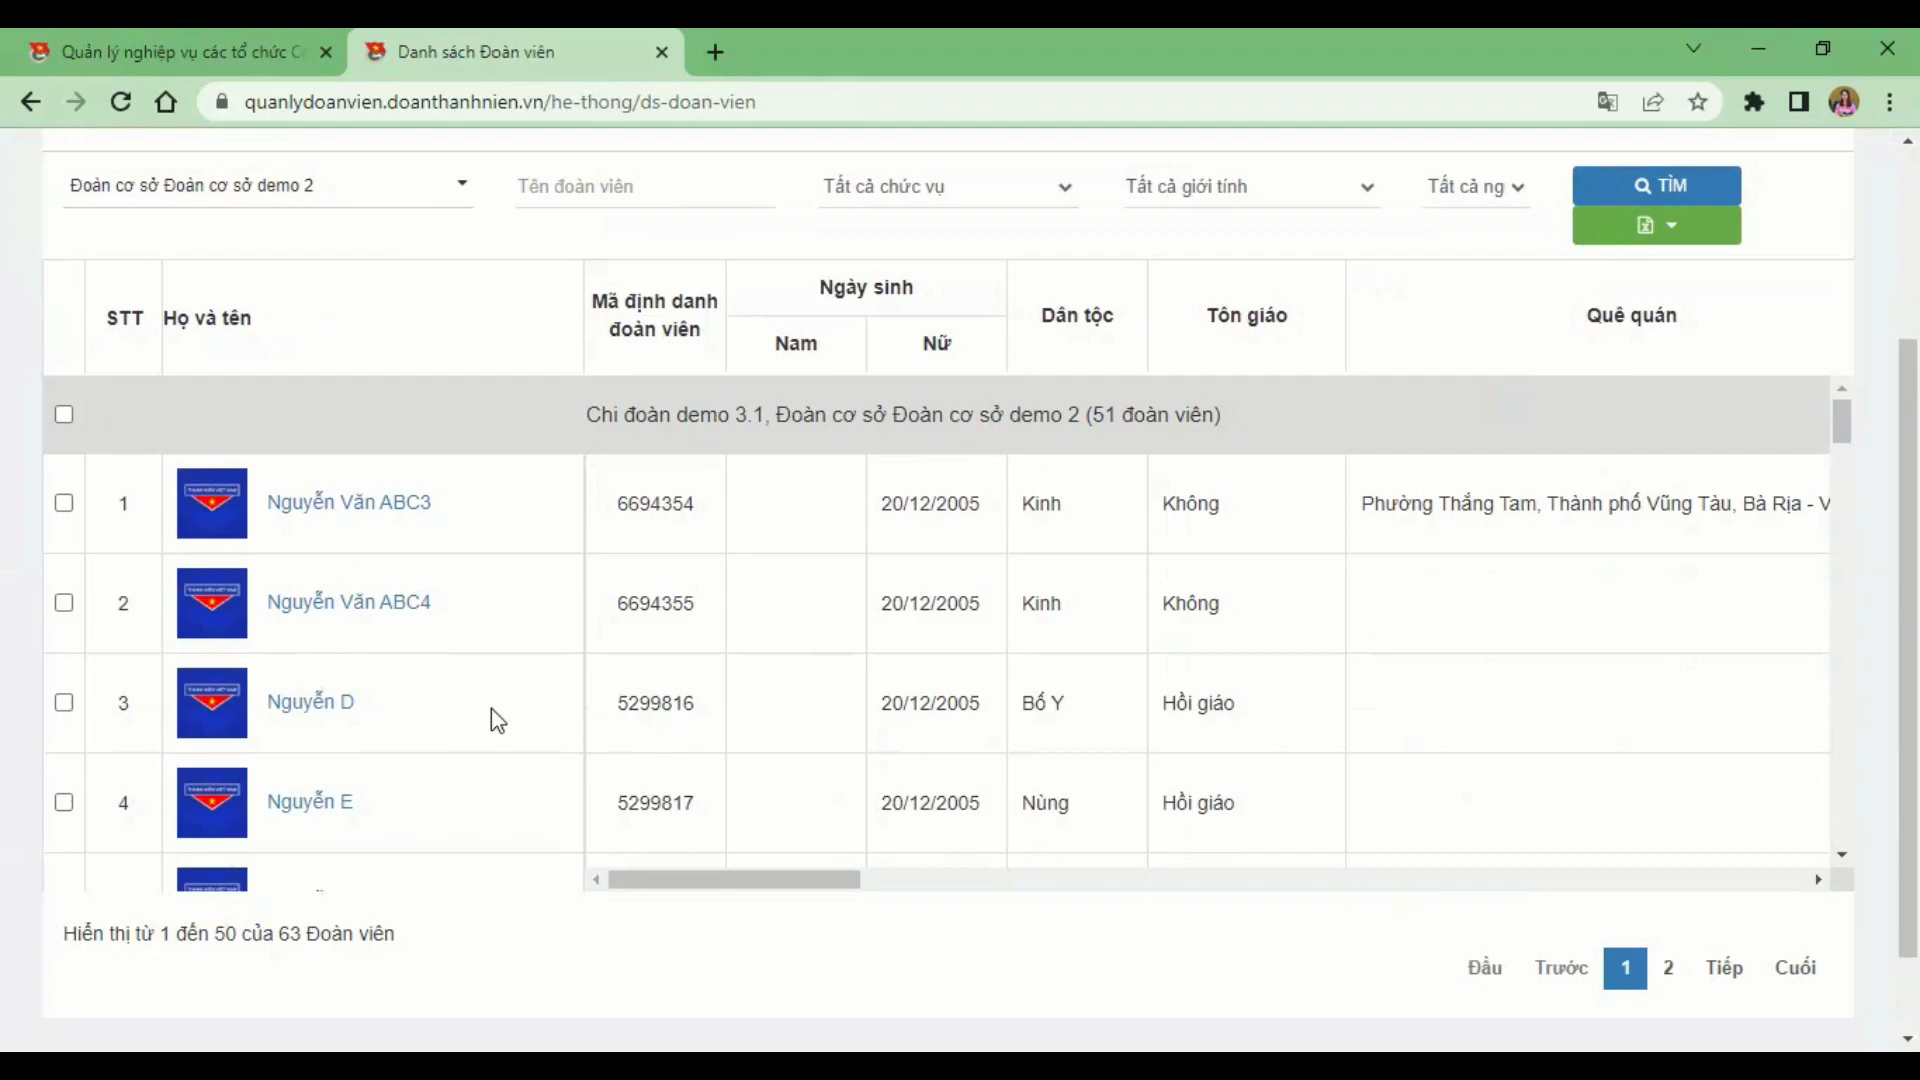 Quản lý nghiệp vụ các tổ chức
Danh sách Đoàn viên
quanlydoanvien.doanthanhnien.vn/he-thong/ds-doan-vien
Đoàn cơ sở Đoàn cơ sở demo 2
Tên đoàn viên
Tất cả chức vụ
Tất cả giới tính
Tất cả ng
TÌM
STT
Họ và tên
Mã định danh
đoàn viên
Ngày sinh
Nam
Nữ
Dân tộc
Tôn giáo
Quê quán
Chi đoàn demo 3.1, Đoàn cơ sở Đoàn cơ sở demo 2 (51 đoàn viên)
1 Nguyễn Văn ABC3 6694354 20/12/2005 Kinh Không Phường Thắng Tam, Thành phố Vũng Tàu, Bà Rịa - V
2 Nguyễn Văn ABC4 6694355 20/12/2005 Kinh Không
3 Nguyễn D 5299816 20/12/2005 Bố Y Hồi giáo
4 Nguyễn E 5299817 20/12/2005 Nùng Hồi giáo
Hiển thị từ 1 đến 50 của 63 Đoàn viên
Đầu Trước 1 2 Tiếp Cuối